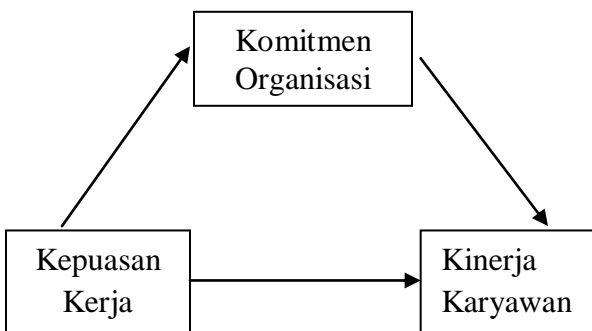 Komitmen
Organisasi
Kepuasan
Kerja
Kinerja
Karyawan